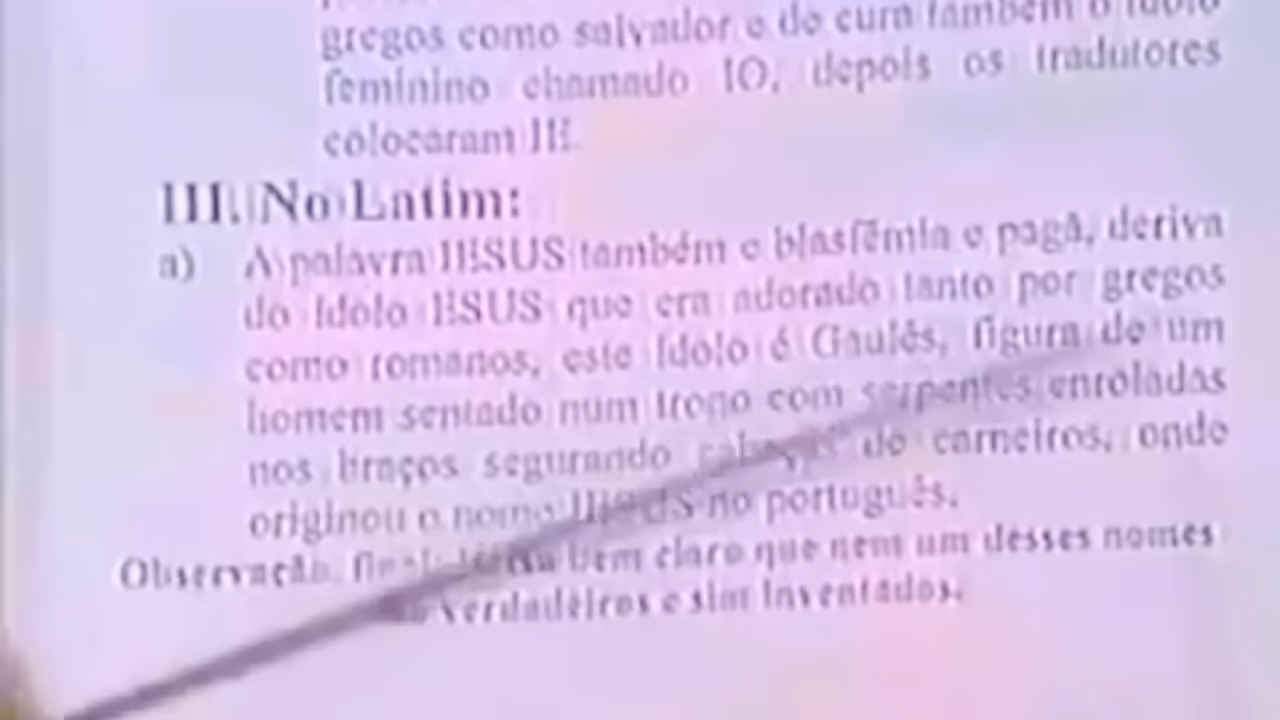 gregos como salvador e de cura também o ídolo
feminino chamado IO, depois os tradutores
colocaram IE.
III. No Latim:
a) A palavra IESUS também e blasfêmia e pagã, deriva
do ídolo ESUS que era adorado tanto por gregos
como romanos, este ídolo é Gaulês, figura de um
homem sentado num trono com serpentes enroladas
nos braços segurando cabeças de carneiros, onde
originou o nome no português.
Observação final: bem claro que nem um desses nomes
verdadeiros e sim inventados.